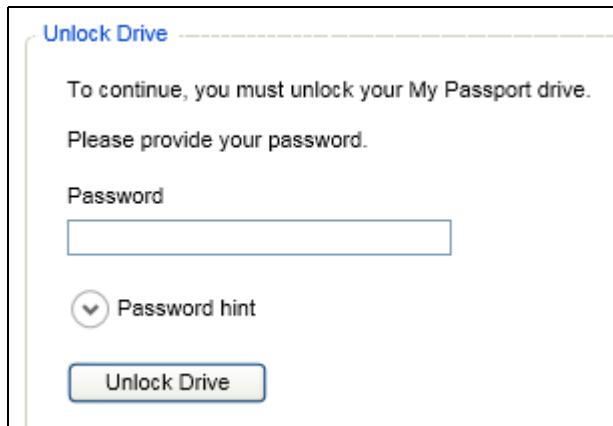 Unlock Drive
To continue, you must unlock your My Passport drive.
Please provide your password.
Password
Password hint
Unlock Drive